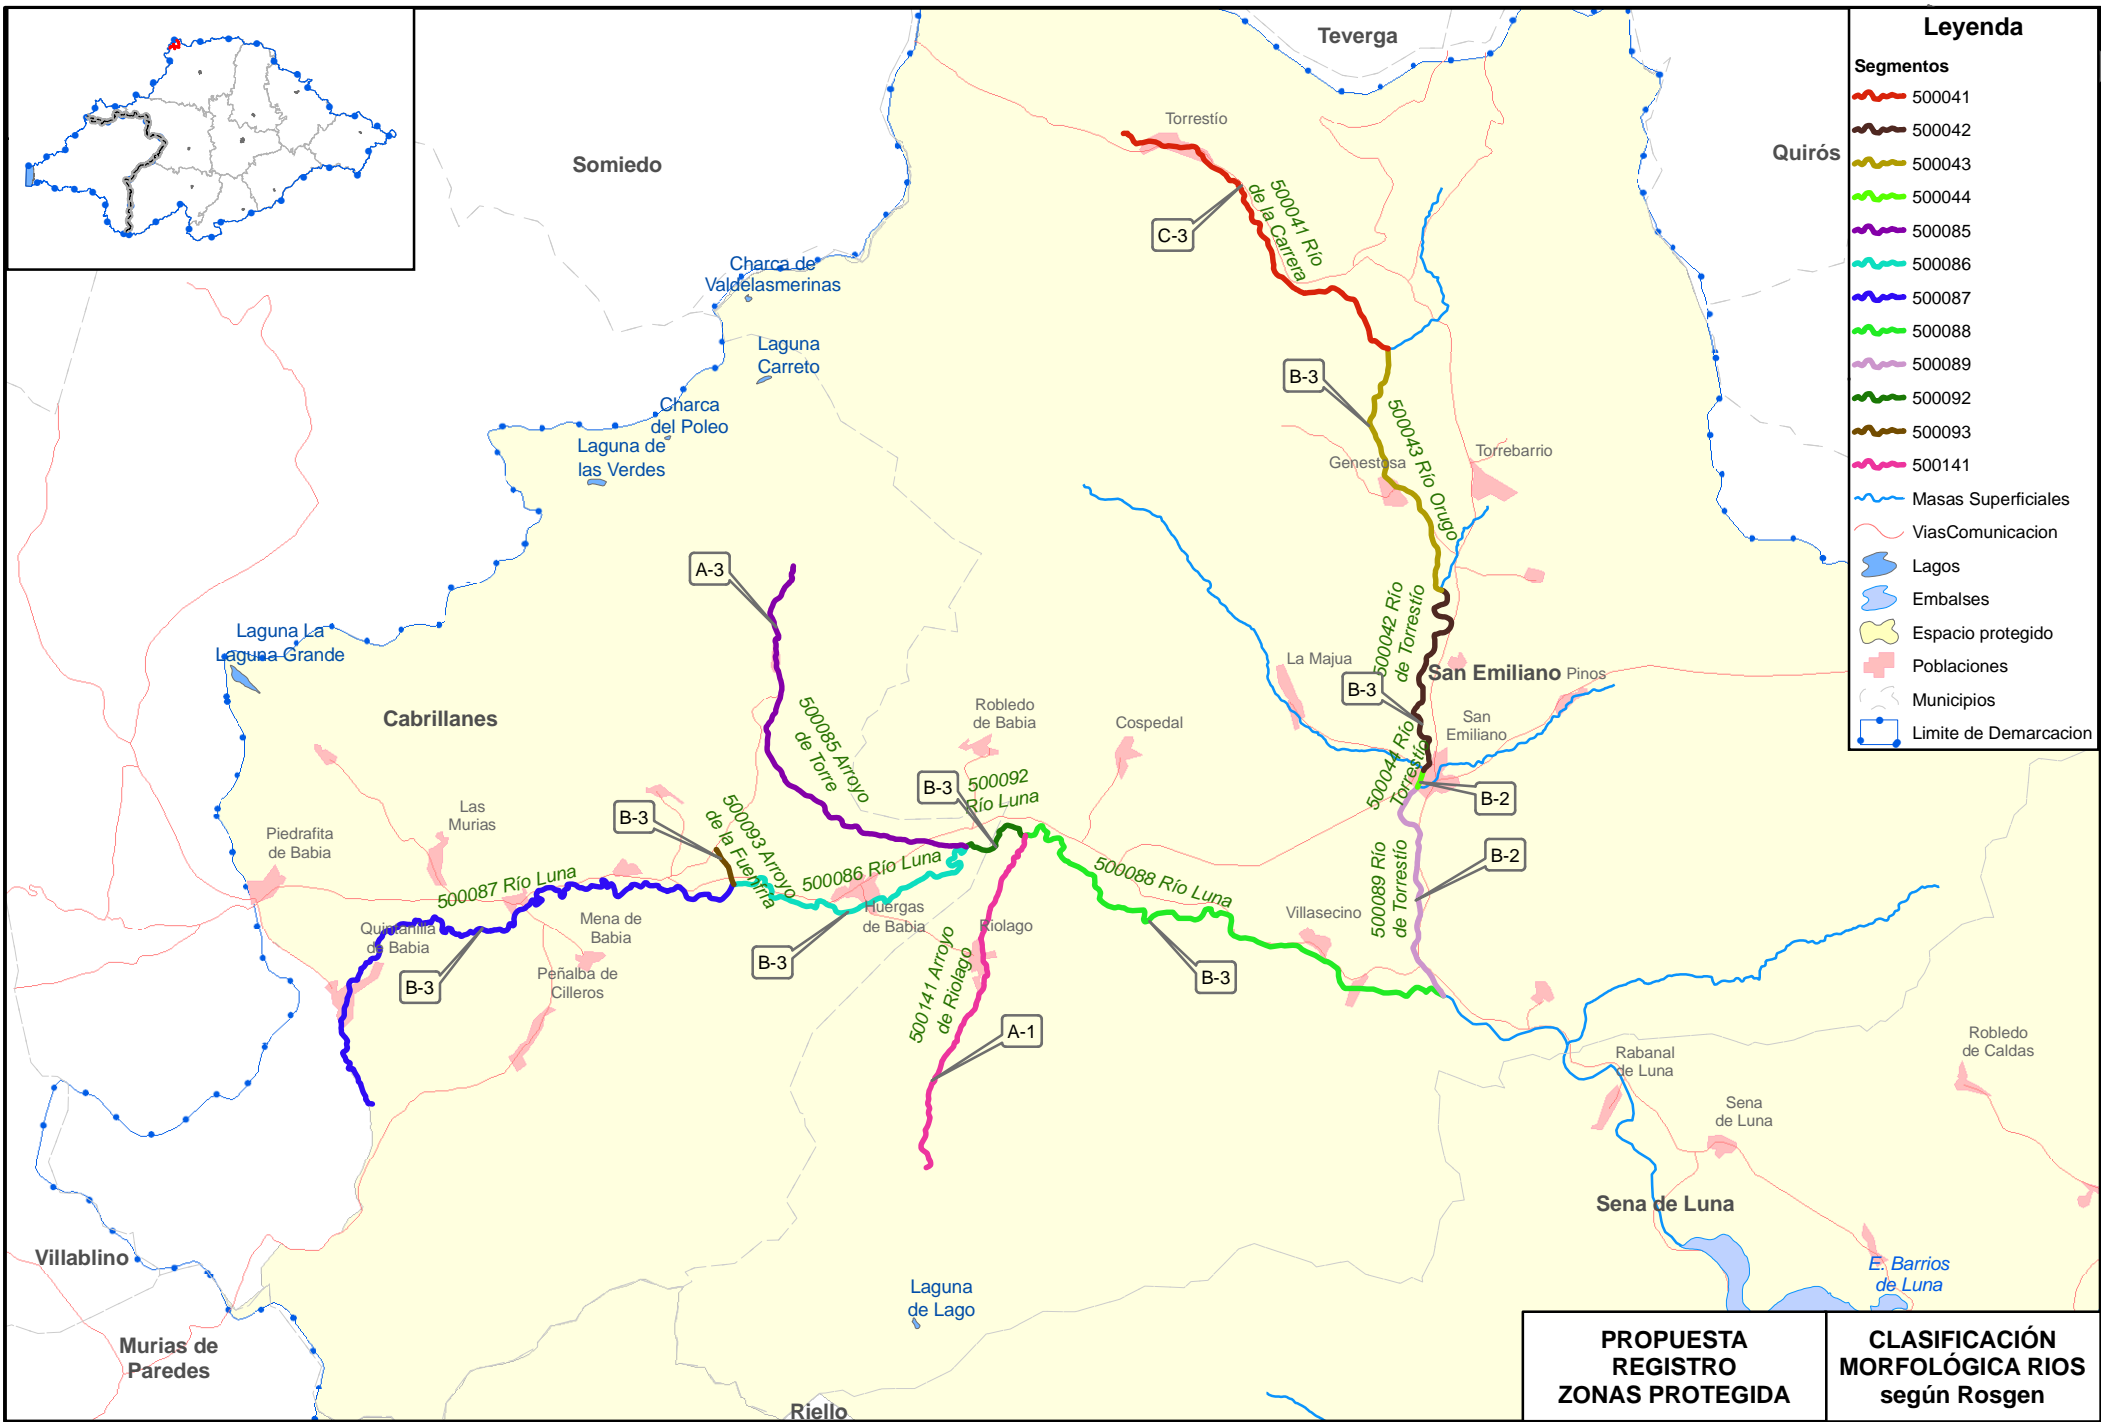 Leyenda
Segmentos
500041
500042
500043
500044
500085
500086
500087
500088
500089
500092
500093
500141
Masas Superficiales
ViasComunicacion
Lagos
Embalses
Espacio protegido
Poblaciones
Municipios
Limite de Demarcacion
Teverga
Quirós
Somiedo
Torrestío
500041 Río
de la Carrera
C-3
Charca de
Valdelasmerinas
Laguna
Carreto
Charca
del Poleo
Laguna de
las Verdes
B-3
500043 Río Orugo
Genestosa
Torrebarrio
A-3
Laguna La
Laguna Grande
Cabrillanes
500042 Río
de Torrestío
La Majua
San Emiliano
Pinos
B-3
San
Emiliano
500044 Río
Torrestío
B-2
Robledo
de Babia
Cospedal
500085 Arroyo
de Torre
500092
Río Luna
B-3
B-3
500093 Arroyo
de la Fuenfría
Las
Murias
Piedrafita
de Babia
500087 Río Luna
500086 Río Luna
500088 Río Luna
B-2
500089 Río
de Torrestío
Villasecino
Huergas
de Babia
Riolago
Mena de
Babia
Quintanilla
de Babia
Peñalba de
Cilleros
B-3
B-3
B-3
500141 Arroyo
de Riolago
A-1
Rabanal
de Luna
Robledo
de Caldas
Sena
de Luna
Sena de Luna
E. Barrios
de Luna
Laguna
de Lago
Villablino
Murias de
Paredes
Riello
PROPUESTA
REGISTRO
ZONAS PROTEGIDA
CLASIFICACIÓN
MORFOLÓGICA RIOS
según Rosgen